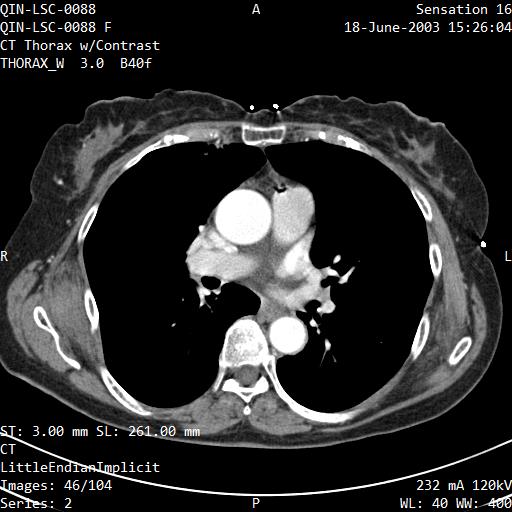 QIN-LSC-0088 A Sensation 16
QIN-LSC-0088 F 18-June-2003 15:26:04
CT Thorax w/Contrast
THORAX_W 3.0 B40f
R L
ST: 3.00 mm SL: 261.00 mm
CT
LittleEndianImplicit
Images: 46/104 232 mA 120kV
Series: 2 P WL: 40 WW: 400